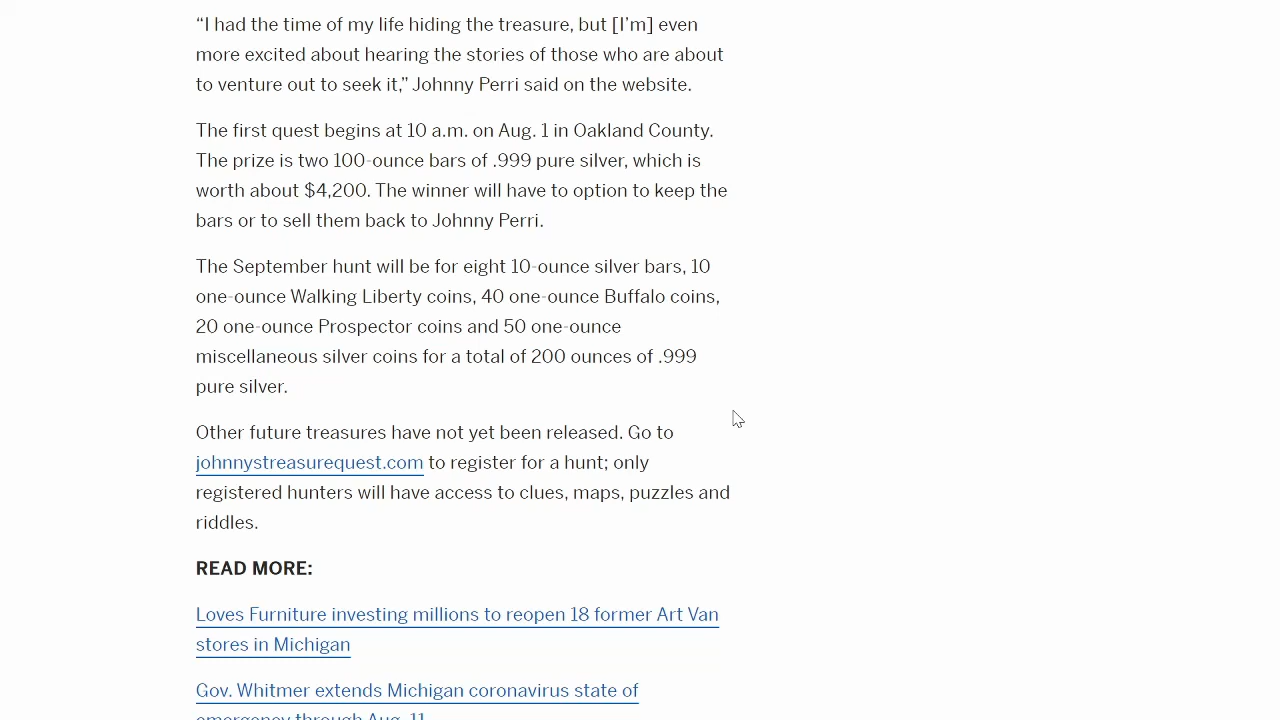 “I had the time of my life hiding the treasure, but [I’m] even
more excited about hearing the stories of those who are about
to venture out to seek it,” Johnny Perri said on the website.
The first quest begins at 10 a.m. on Aug. 1 in Oakland County.
The prize is two 100-ounce bars of .999 pure silver, which is
worth about $4,200. The winner will have to option to keep the
bars or to sell them back to Johnny Perri.
The September hunt will be for eight 10-ounce silver bars, 10
one-ounce Walking Liberty coins, 40 one-ounce Buffalo coins,
20 one-ounce Prospector coins and 50 one-ounce
miscellaneous silver coins for a total of 200 ounces of .999
pure silver.
Other future treasures have not yet been released. Go to
johnnystreasurequest.com to register for a hunt; only
registered hunters will have access to clues, maps, puzzles and
riddles.
READ MORE:
Loves Furniture investing millions to reopen 18 former Art Van
stores in Michigan
Gov. Whitmer extends Michigan coronavirus state of
emergency through Aug. 11